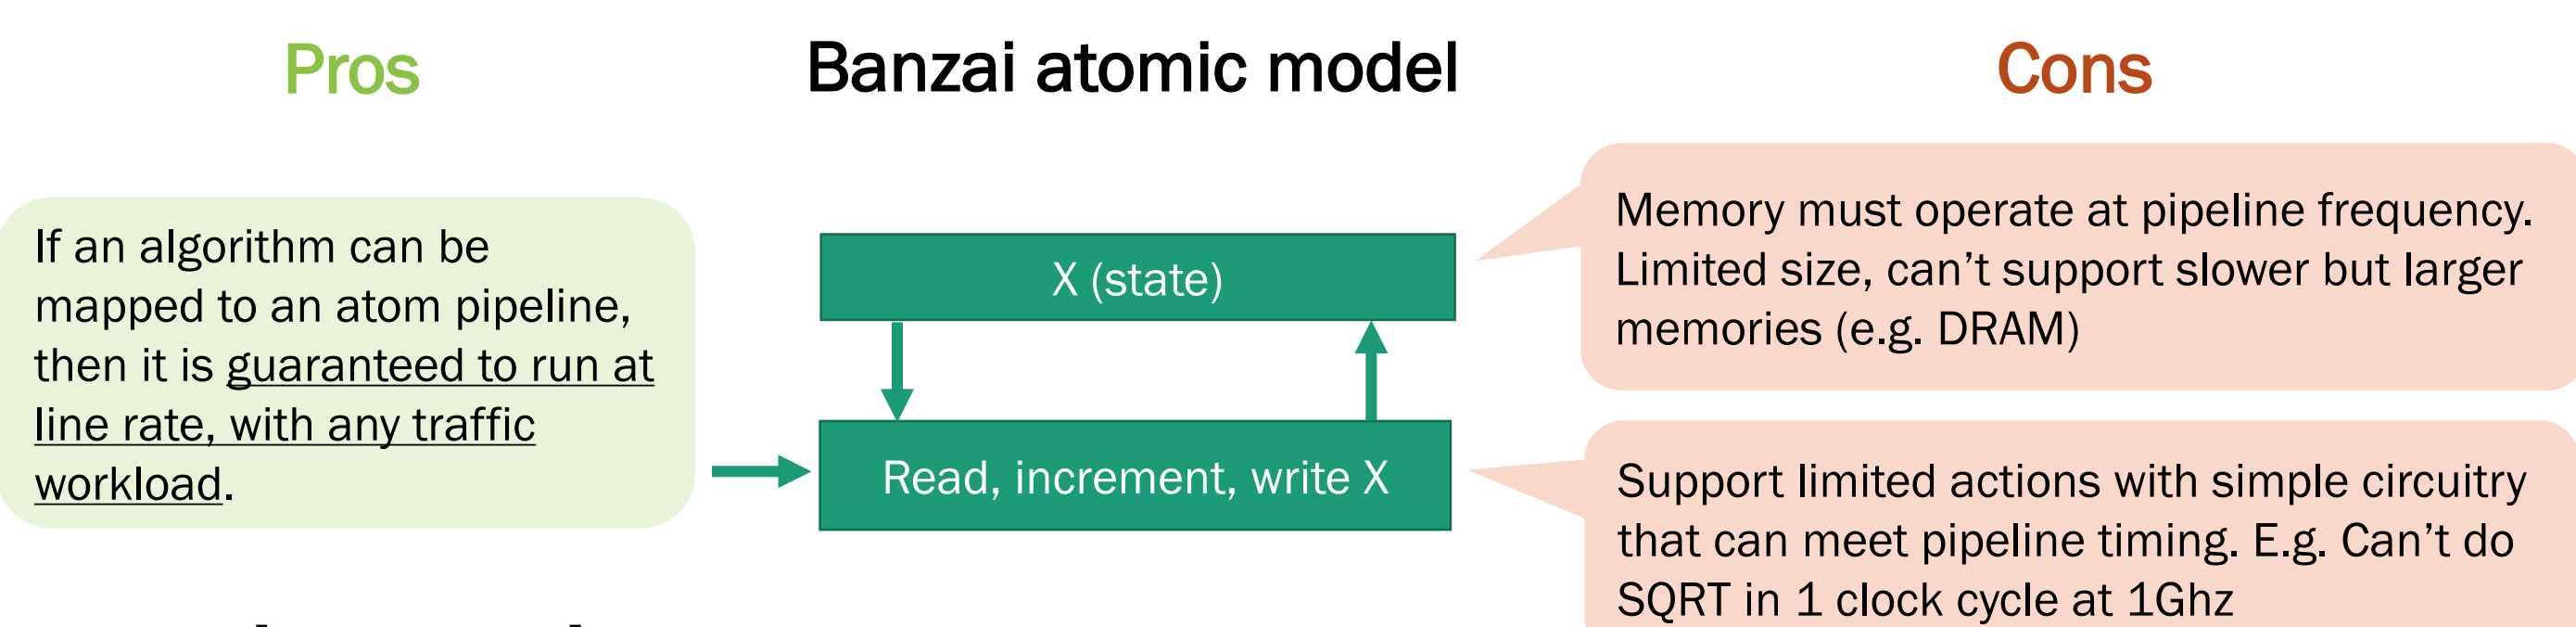 Pros
Banzai atomic model
Cons
If an algorithm can be
mapped to an atom pipeline,
then it is guaranteed to run at
line rate, with any traffic
workload.
X (state)
Read, increment, write X
Memory must operate at pipeline frequency.
Limited size, can’t support slower but larger
memories (e.g. DRAM)
Support limited actions with simple circuitry
that can meet pipeline timing. E.g. Can’t do
SQRT in 1 clock cycle at 1Ghz